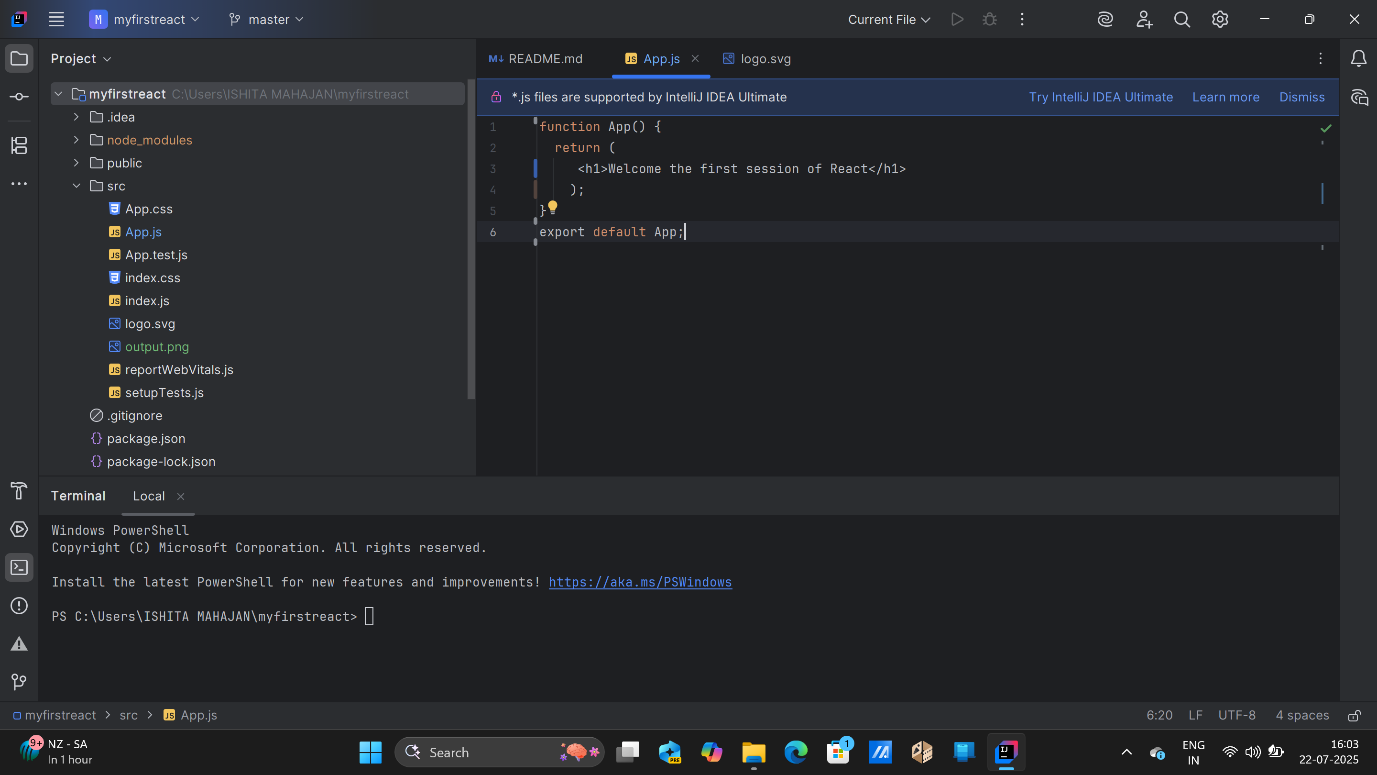 M myfirstreact master Current File
Project
README.md App.js logo.svg
myfirstreact C:\Users\ISHITA MAHAJAN\myfirstreact
.idea
node_modules
public
src
App.css
App.js
App.test.js
index.css
index.js
logo.svg
output.png
reportWebVitals.js
setupTests.js
.gitignore
package.json
package-lock.json
*.js files are supported by IntelliJ IDEA Ultimate Try IntelliJ IDEA Ultimate Learn more Dismiss
1 function App() {
2 return (
3 <h1>Welcome the first session of React</h1>
4 );
5 }
6 export default App;
Terminal Local
Windows PowerShell
Copyright (C) Microsoft Corporation. All rights reserved.
Install the latest PowerShell for new features and improvements! https://aka.ms/PSWindows
PS C:\Users\ISHITA MAHAJAN\myfirstreact>
myfirstreact > src > App.js 6:20 LF UTF-8 4 spaces
9+ NZ - SA
In 1 hour
Search
PRE
1
ENG
IN
16:03
22-07-2025